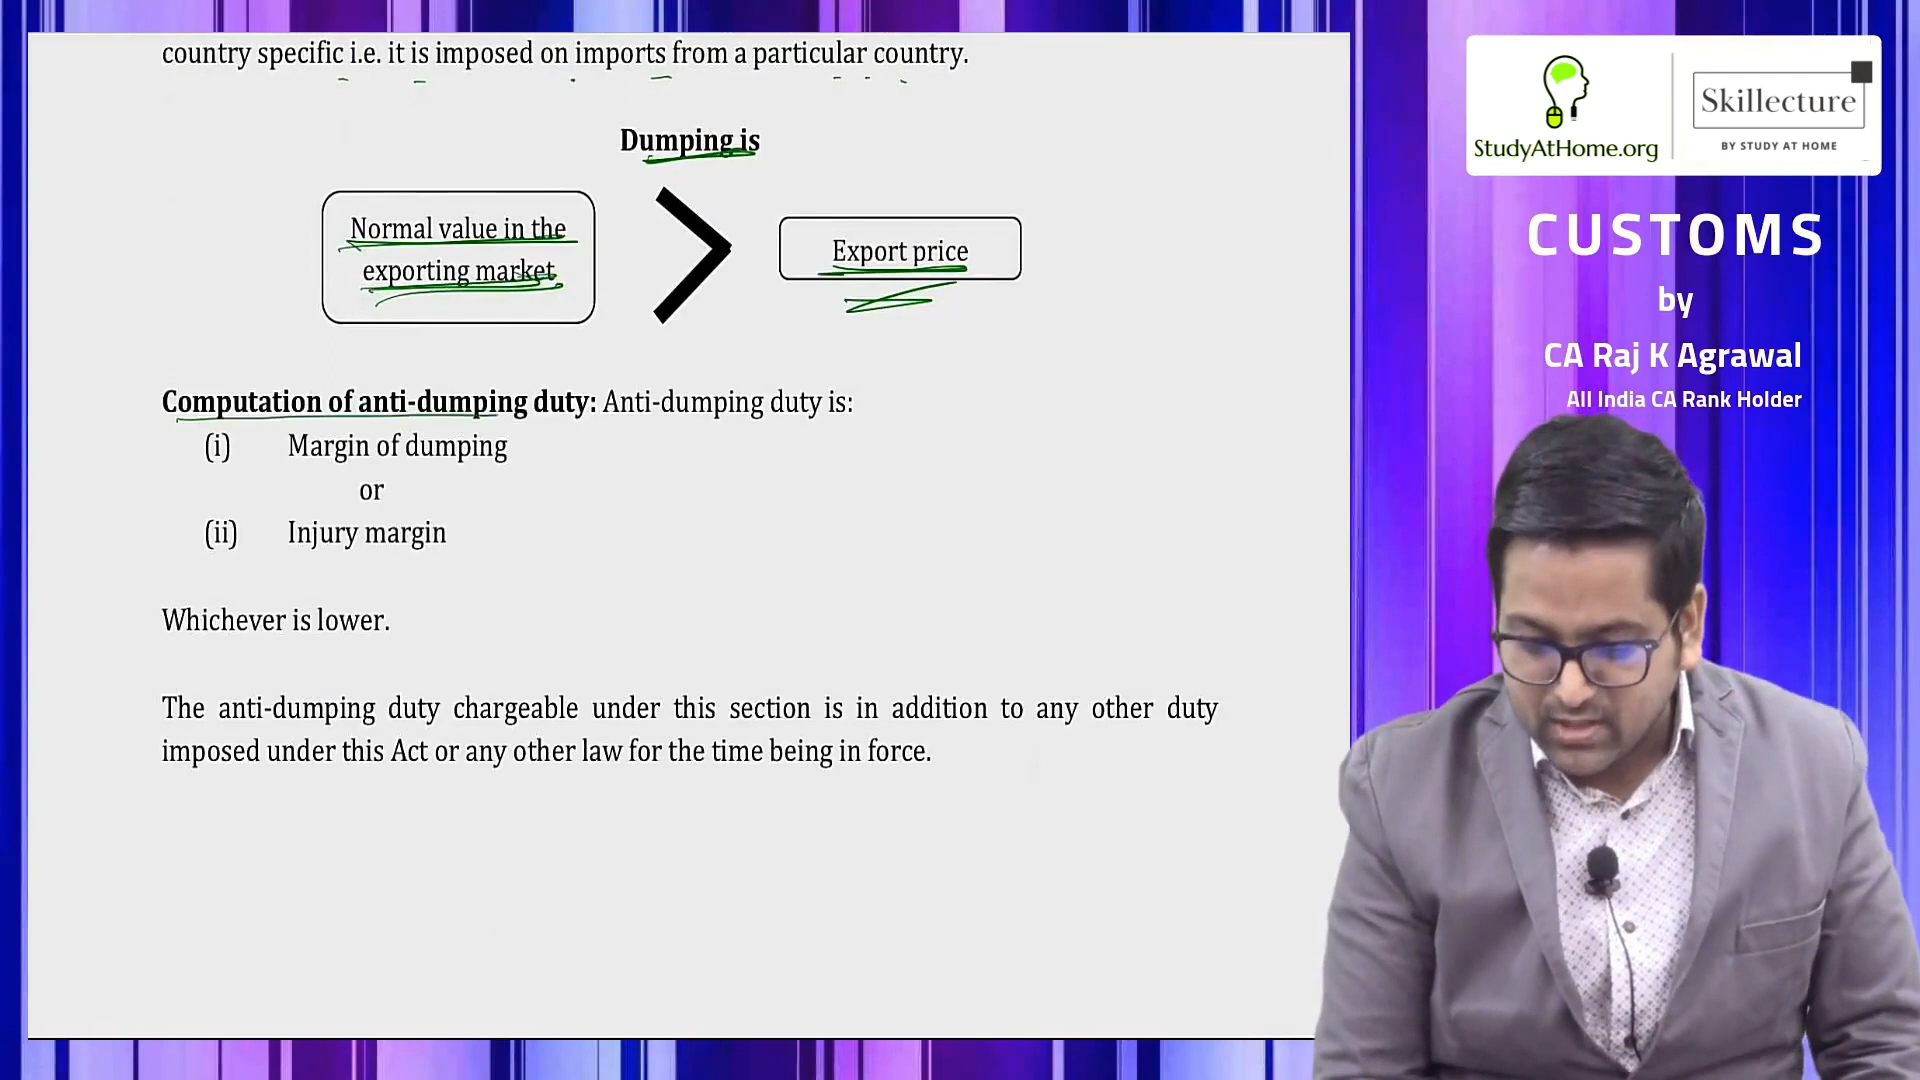 country specific i.e. it is imposed on imports from a particular country.
Dumping is
Normal value in the
exporting market
Export price
Computation of anti-dumping duty: Anti-dumping duty is:
(i) Margin of dumping
or
(ii) Injury margin
Whichever is lower.
The anti-dumping duty chargeable under this section is in addition to any other duty
imposed under this Act or any other law for the time being in force.
StudyAtHome.org
Skillecture
BY STUDY AT HOME
CUSTOMS
by
CA Raj K Agrawal
All India CA Rank Holder